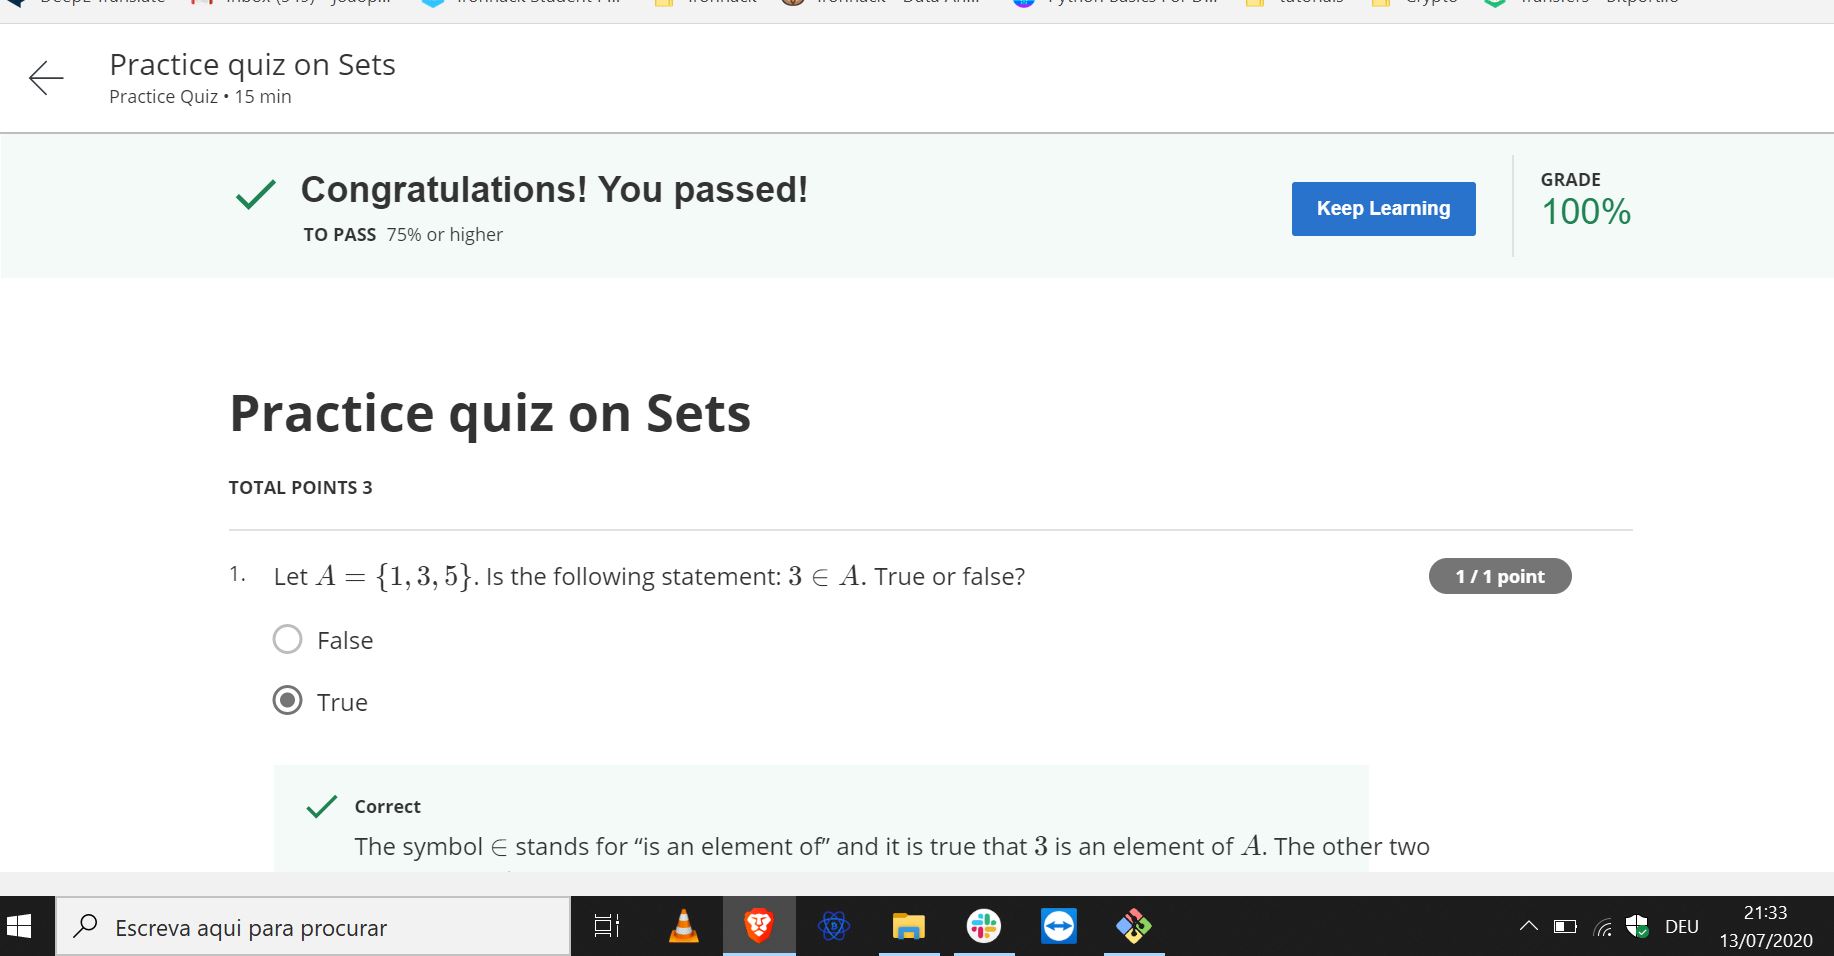 Practice quiz on Sets
Practice Quiz • 15 min
Congratulations! You passed!
TO PASS 75% or higher
Keep Learning
GRADE
100%
Practice quiz on Sets
TOTAL POINTS 3
1. Let A = {1, 3, 5}. Is the following statement: 3 ∈ A. True or false?
1 / 1 point
False
True
Correct
The symbol ∈ stands for “is an element of” and it is true that 3 is an element of A. The other two
Escreva aqui para procurar
DEU
21:33
13/07/2020